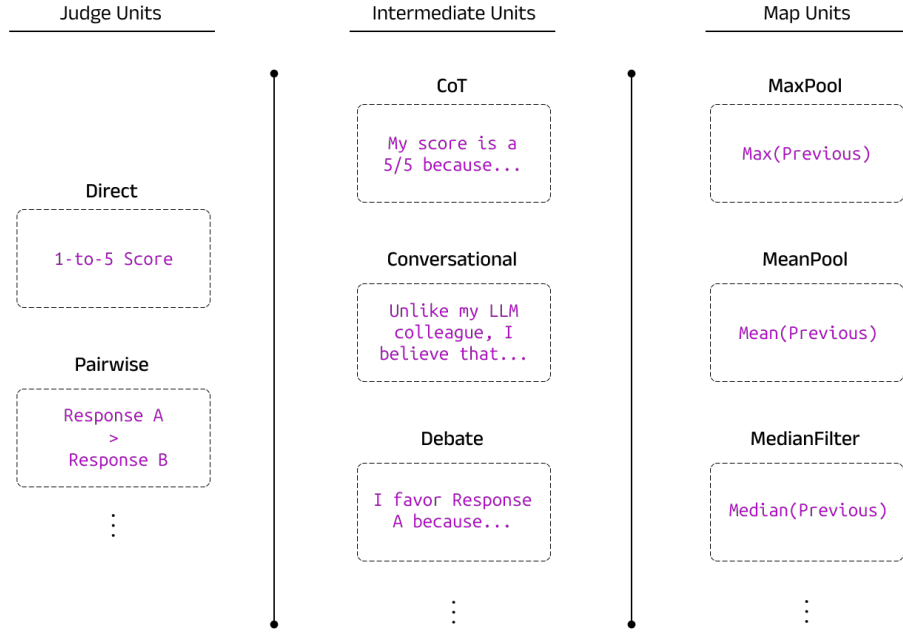 Judge Units
Direct
1-to-5 Score
Pairwise
Response A
>
Response B
Intermediate Units
CoT
My score is a
5/5 because...
Conversational
Unlike my LLM
colleague, I
believe that...
Debate
I favor Response
A because...
Map Units
MaxPool
Max(Previous)
MeanPool
Mean(Previous)
MedianFilter
Median(Previous)